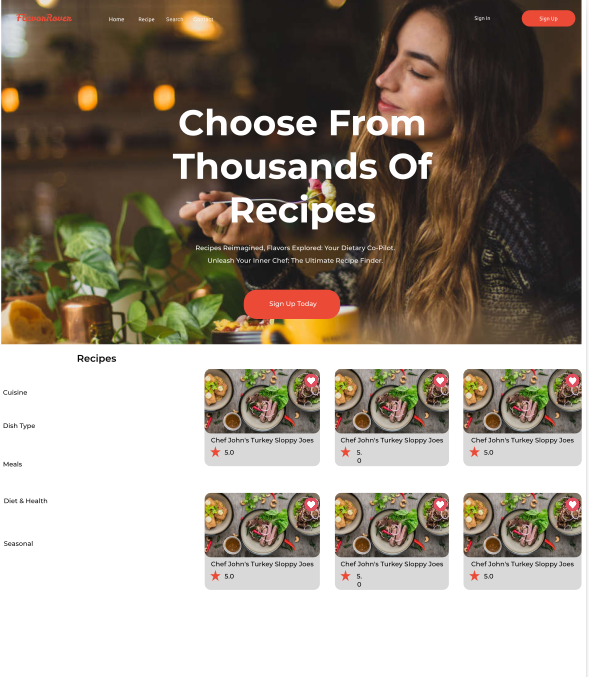 FlavorRover
Home Recipe Search Contact
Sign In
Sign Up
Choose From
Thousands Of
Recipes
Recipes Reimagined, Flavors Explored: Your Dietary Co-Pilot.
Unleash Your Inner Chef: The Ultimate Recipe Finder.
Sign Up Today
Recipes
Cuisine
Dish Type
Meals
Diet & Health
Seasonal
Chef John's Turkey Sloppy Joes
5.0
Chef John's Turkey Sloppy Joes
5.
0
Chef John's Turkey Sloppy Joes
5.0
Chef John's Turkey Sloppy Joes
5.0
Chef John's Turkey Sloppy Joes
5.
0
Chef John's Turkey Sloppy Joes
5.0